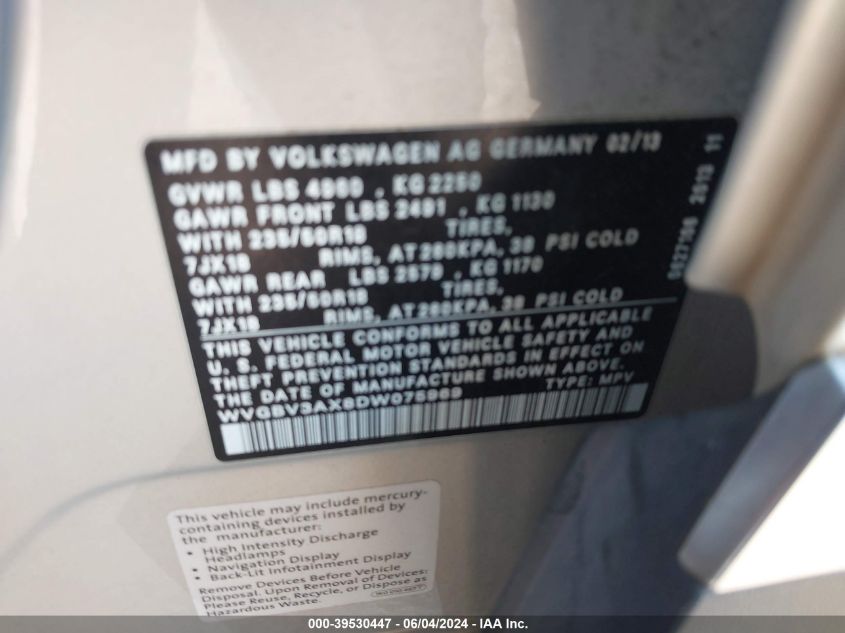 MFD BY VOLKSWAGEN AG GERMANY 02/13
GVWR LBS 4960 , KG 2250
GAWR FRONT LBS 2491 , KG 1130
WITH 235/50R18 TIRES,
7JX18 RIMS, AT 260KPA, 38 PSI COLD
GAWR REAR LBS 2579 , KG 1170
WITH 235/50R18 TIRES,
7JX18 RIMS, AT 260KPA, 38 PSI COLD
THIS VEHICLE CONFORMS TO ALL APPLICABLE
U. S. FEDERAL MOTOR VEHICLE SAFETY AND
THEFT PREVENTION STANDARDS IN EFFECT ON
THE DATE OF MANUFACTURE SHOWN ABOVE.
TYPE: MPV
2013 11
This vehicle may include mercury-
containing devices installed by
the manufacturer:
• High Intensity Discharge
Headlamps
• Navigation Display
• Back-Lit Infotainment Display
Remove Devices Before Vehicle
Disposal. Upon Removal of Devices:
Please Reuse, Recycle, or Dispose as
Hazardous Waste.
000-39530447 - 06/04/2024 - IAA Inc.